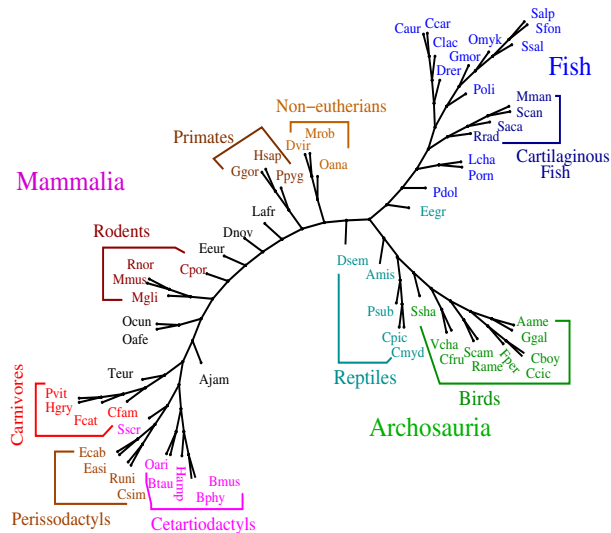 Salp
Ccar
Sfon
Caur
Omyk
Clac
Ssal
Gmor
Fish
Drer
Poli
Mman
Non-eutherians
Scan
Mrob
Saca
Primates
Rrad
Dvir
Cartilaginous
Hsap
Oana
Lcha
Fish
Ggor
Ppyg
Porn
Mammalia
Pdol
Lafr
Eegr
Rodents
Dnov
Eeur
Dsem
Rnor
Cpor
Amis
Mmus
Mgli
Psub
Ssha
Ocun
Aame
Oafe
Cpic
Vcha
Ggal
Cmyd
Cfru
Scam
Fper
Cboy
Teur
Rame
Ccic
Ajam
Reptiles
Carnivores
Pvit
Birds
Hgry
Cfam
Fcat
Archosauria
Sscr
Ecab
Oari
Easi
Hamp
Runi
Btau
Bmus
Csim
Bphy
Perissodactyls
Cetartiodactyls